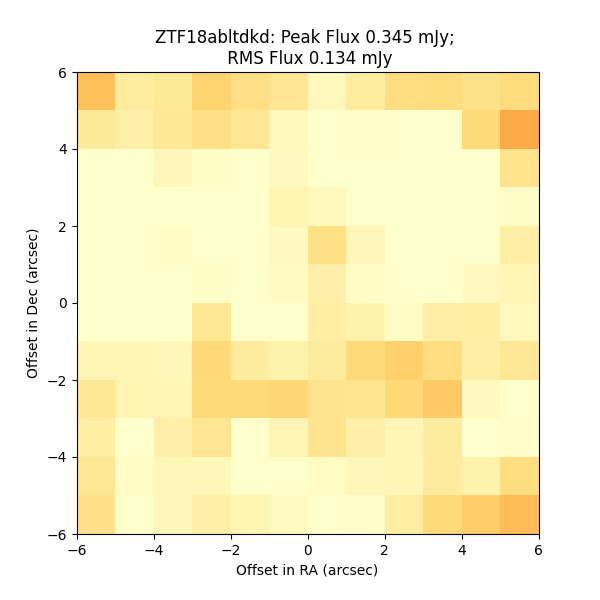 ZTF18abltdkd: Peak Flux 0.345 mJy;
RMS Flux 0.134 mJy
6
4
2
0
−2
−4
−6
Offset in Dec (arcsec)
−6 −4 −2 0 2 4 6
Offset in RA (arcsec)